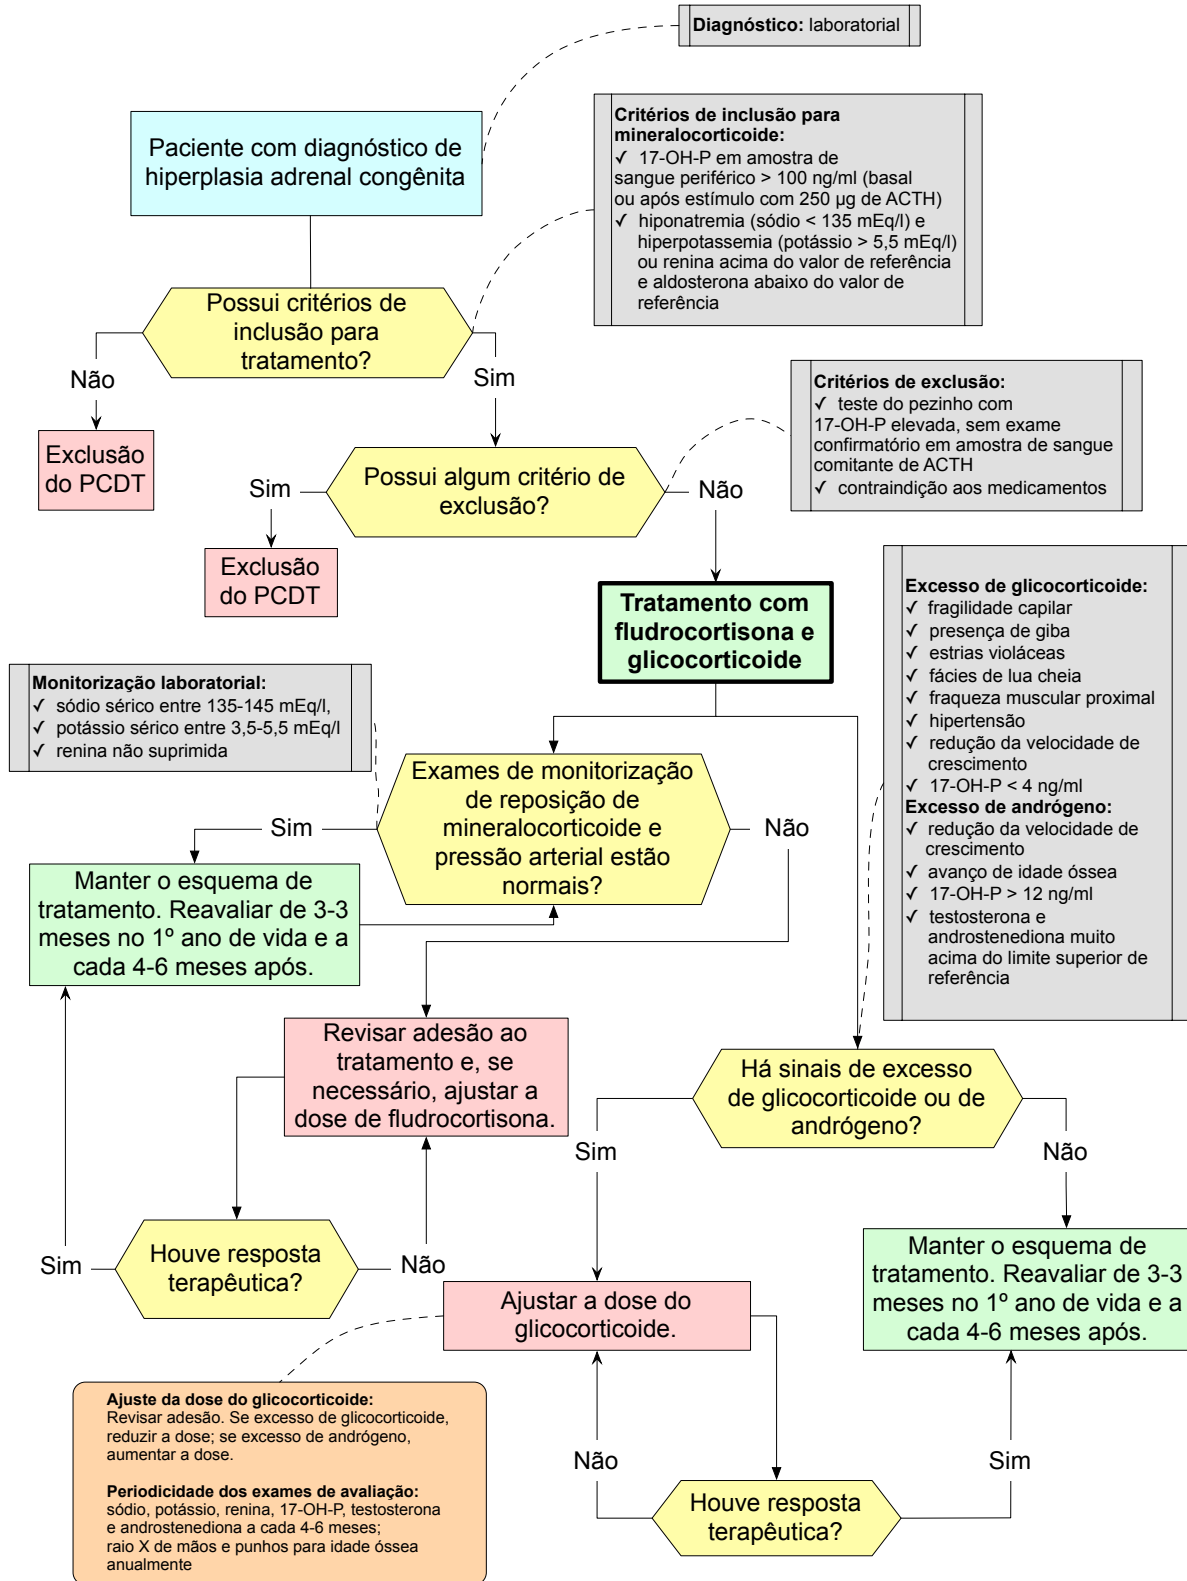 Diagnóstico: laboratorial
Paciente com diagnóstico de
hiperplasia adrenal congênita
Critérios de inclusão para
mineralocorticoide:
✓ 17-OH-P em amostra de
sangue periférico > 100 ng/ml (basal
ou após estímulo com 250 µg de ACTH)
✓ hiponatremia (sódio < 135 mEq/l) e
hiperpotassemia (potássio > 5,5 mEq/l)
ou renina acima do valor de referência
e aldosterona abaixo do valor de
referência
Possui critérios de
inclusão para
tratamento?
Não
Sim
Exclusão
do PCDT
Critérios de exclusão:
✓ teste do pezinho com
17-OH-P elevada, sem exame
confirmatório em amostra de sangue
comitante de ACTH
✓ contraindição aos medicamentos
Possui algum critério de
exclusão?
Sim
Não
Exclusão
do PCDT
Tratamento com
fludrocortisona e
glicocorticoide
Excesso de glicocorticoide:
✓ fragilidade capilar
✓ presença de giba
✓ estrias violáceas
✓ fácies de lua cheia
✓ fraqueza muscular proximal
✓ hipertensão
✓ redução da velocidade de
crescimento
✓ 17-OH-P < 4 ng/ml
Excesso de andrógeno:
✓ redução da velocidade de
crescimento
✓ avanço de idade óssea
✓ 17-OH-P > 12 ng/ml
✓ testosterona e
androstenediona muito
acima do limite superior de
referência
Monitorização laboratorial:
✓ sódio sérico entre 135-145 mEq/l,
✓ potássio sérico entre 3,5-5,5 mEq/l
✓ renina não suprimida
Exames de monitorização
de reposição de
mineralocorticoide e
pressão arterial estão
normais?
Sim
Não
Manter o esquema de
tratamento. Reavaliar de 3-3
meses no 1º ano de vida e a
cada 4-6 meses após.
Revisar adesão ao
tratamento e, se
necessário, ajustar a
dose de fludrocortisona.
Houve resposta
terapêutica?
Sim
Não
Há sinais de excesso
de glicocorticoide ou de
andrógeno?
Sim
Não
Ajustar a dose do
glicocorticoide.
Manter o esquema de
tratamento. Reavaliar de 3-3
meses no 1º ano de vida e a
cada 4-6 meses após.
Ajuste da dose do glicocorticoide:
Revisar adesão. Se excesso de glicocorticoide,
reduzir a dose; se excesso de andrógeno,
aumentar a dose.
Periodicidade dos exames de avaliação:
sódio, potássio, renina, 17-OH-P, testosterona
e androstenediona a cada 4-6 meses;
raio X de mãos e punhos para idade óssea
anualmente
Não
Sim
Houve resposta
terapêutica?